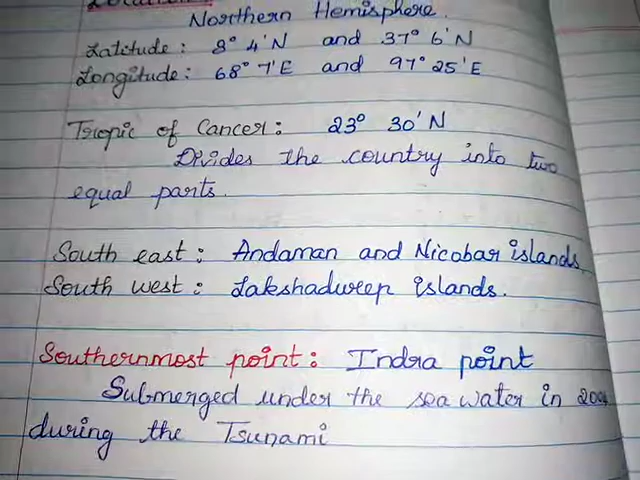 Location:
Northern Hemisphere.
Latitude: 8° 4'N and 37° 6'N
Longitude: 68° 7'E and 97° 25'E
Tropic of Cancer: 23° 30'N
Divides the country into two
equal parts.
South east: Andaman and Nicobar islands
South west: Lakshadweep islands.
Southernmost point: Indra point
Submerged under the sea water in 2004
during the Tsunami